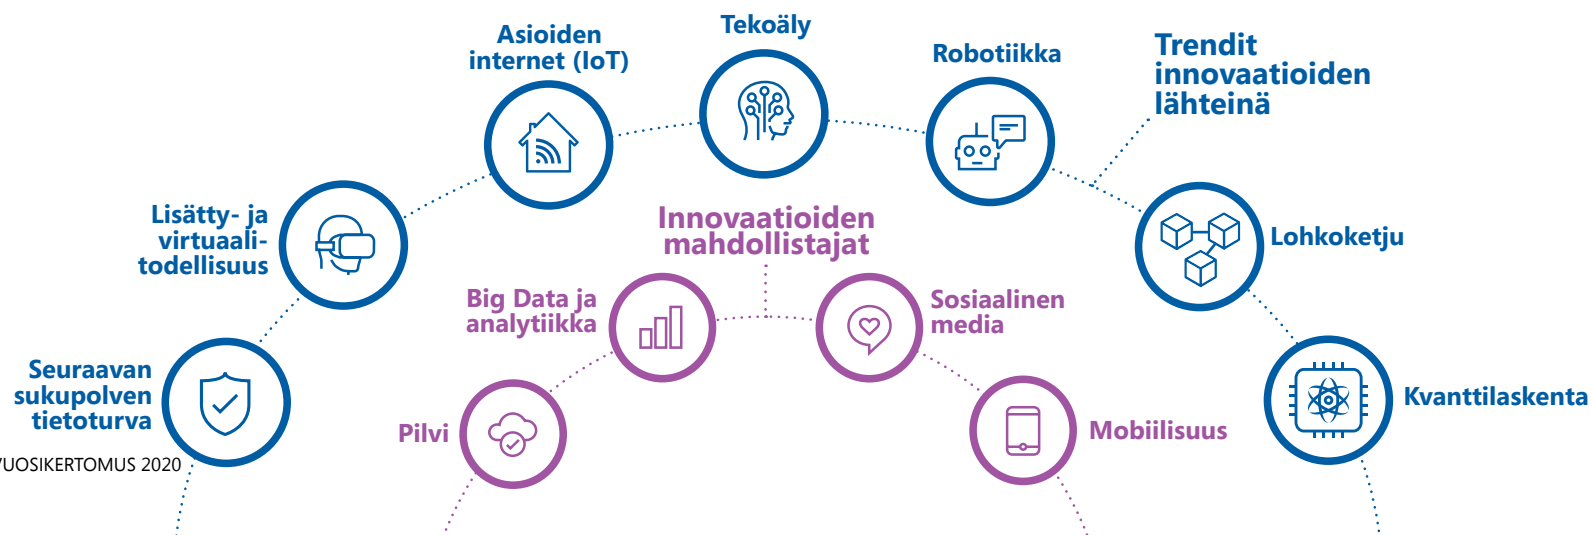 Tekoäly
Asioiden
internet (IoT)
Robotiikka
Trendit
innovaatioiden
lähteinä
Lisätty- ja
virtuaali-
todellisuus
Innovaatioiden
mahdollistajat
Lohkoketju
Big Data ja
analytiikka
Sosiaalinen
media
Seuraavan
sukupolven
tietoturva
Pilvi
Mobiilisuus
Kvanttilaskenta
VUOSIKERTOMUS 2020